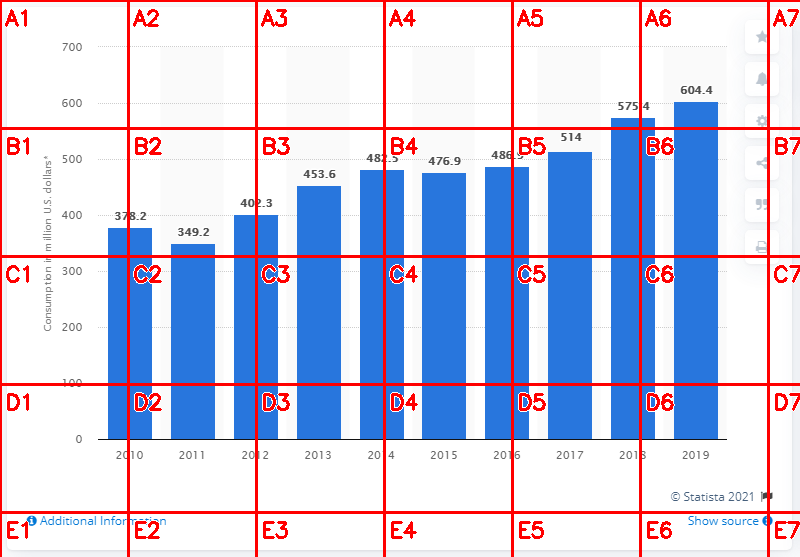 A1 A2 A3 A4 A5 A6 A7
700
600
604.4
575.4
B1 B2 B3 B4 B5 B6 B7
514
500
482.5
476.9
486.9
453.6
400
402.3
378.2
349.2
Consumption in million U.S. dollars*
C1 C2 C3 C4 C5 C6 C7
300
200
100
D1 D2 D3 D4 D5 D6 D7
0
2010 2011 2012 2013 2014 2015 2016 2017 2018 2019
© Statista 2021
E1 E2 E3 E4 E5 E6 E7
Additional Information
Show source